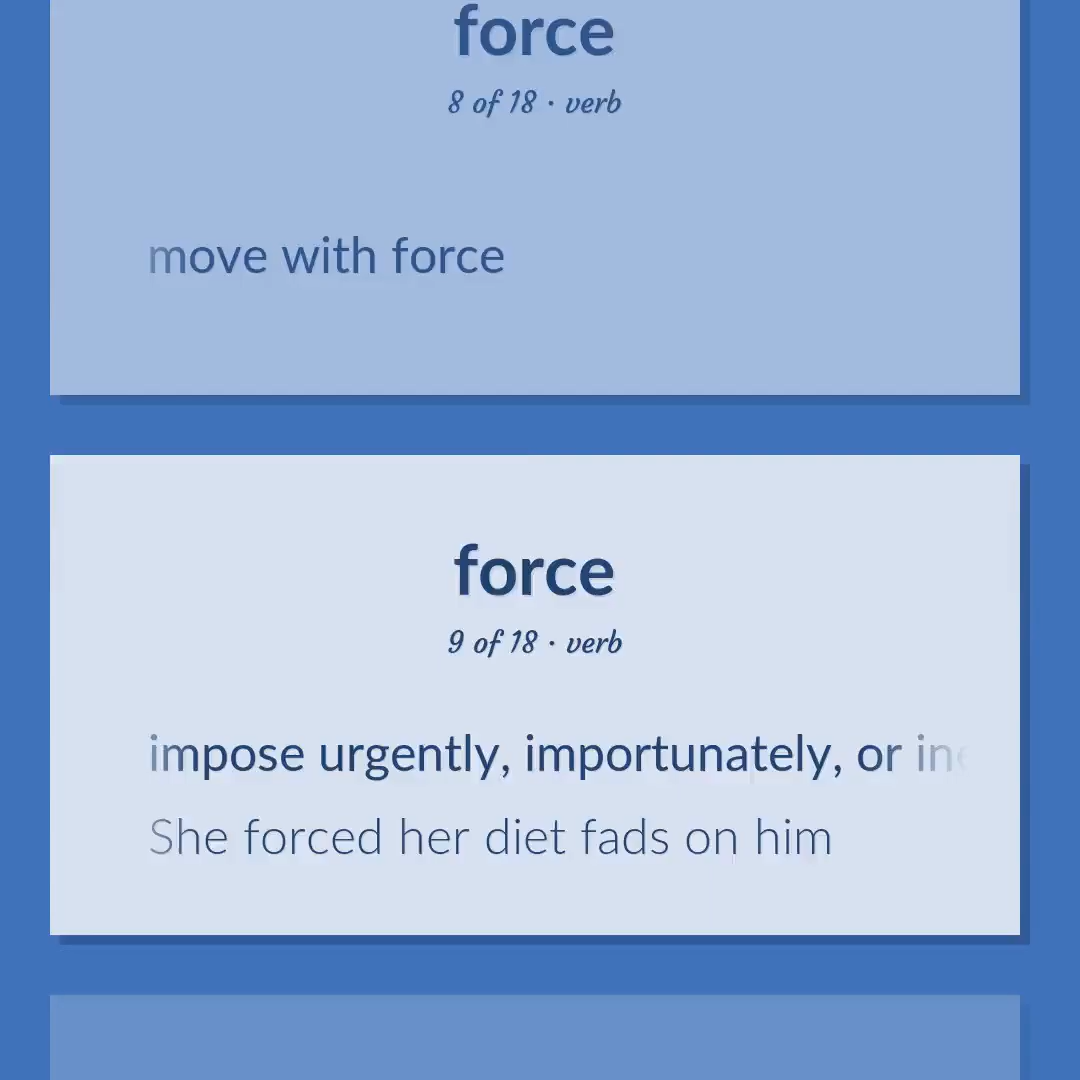 force
8 of 18 · verb
move with force
force
9 of 18 · verb
impose urgently, importunately, or
She forced her diet fads on him